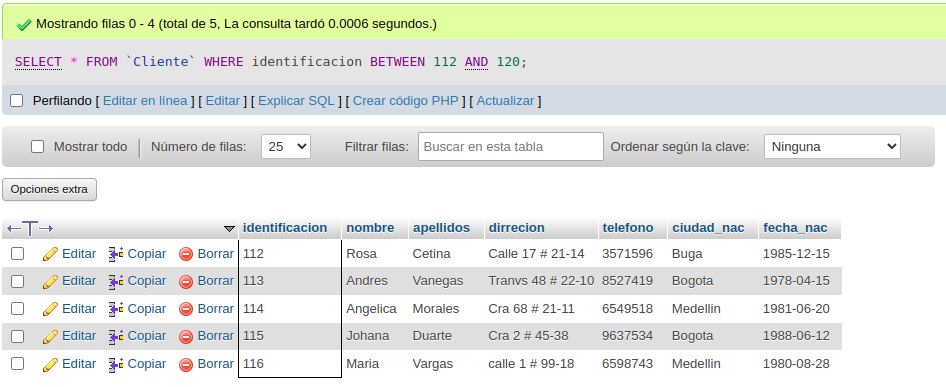 Mostrando filas 0 - 4 (total de 5, La consulta tardó 0.0006 segundos.)
SELECT * FROM `Cliente` WHERE identificacion BETWEEN 112 AND 120;
Perfilando [ Editar en línea ] [ Editar ] [ Explicar SQL ] [ Crear código PHP ] [ Actualizar ]
Mostrar todo Número de filas: 25 Filtrar filas: Buscar en esta tabla Ordenar según la clave: Ninguna
Opciones extra
identificacion nombre apellidos dirrecion telefono ciudad_nac fecha_nac
Editar Copiar Borrar 112 Rosa Cetina Calle 17 # 21-14 3571596 Buga 1985-12-15
Editar Copiar Borrar 113 Andres Vanegas Tranvs 48 # 22-10 8527419 Bogota 1978-04-15
Editar Copiar Borrar 114 Angelica Morales Cra 68 # 21-11 6549518 Medellin 1981-06-20
Editar Copiar Borrar 115 Johana Duarte Cra 2 # 45-38 9637534 Bogota 1988-06-12
Editar Copiar Borrar 116 Maria Vargas calle 1 # 99-18 6598743 Medellin 1980-08-28